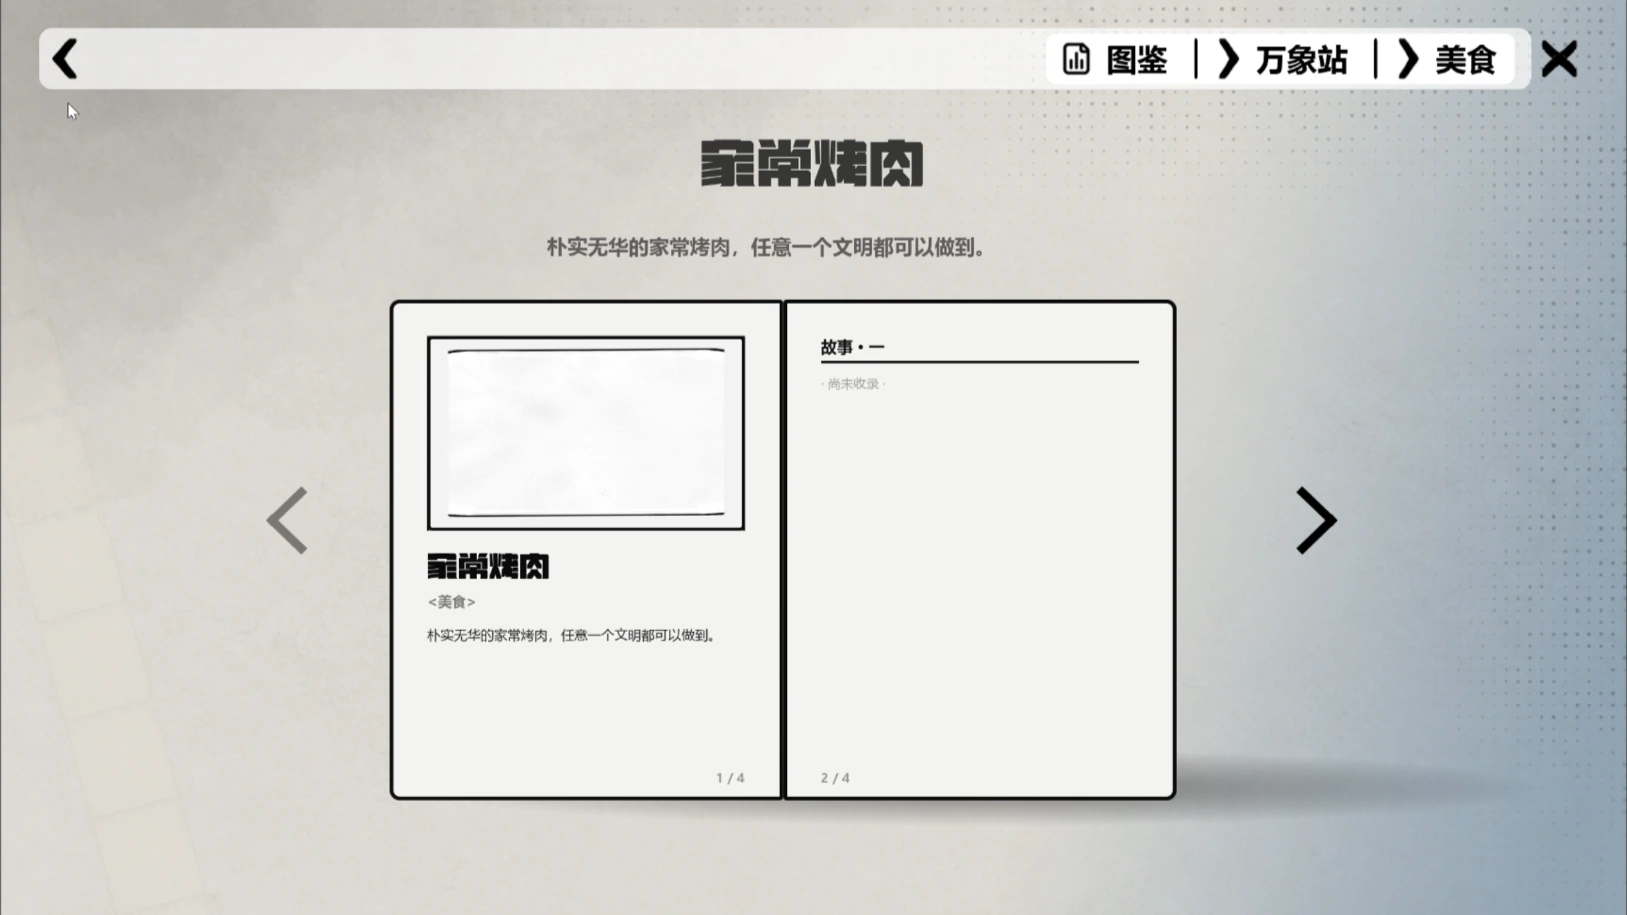 图鉴 万象站 美食
家常烤肉
朴实无华的家常烤肉，任意一个文明都可以做到。
家常烤肉
<美食>
朴实无华的家常烤肉，任意一个文明都可以做到。
1 / 4
故事·一
· 尚未收录 ·
2 / 4